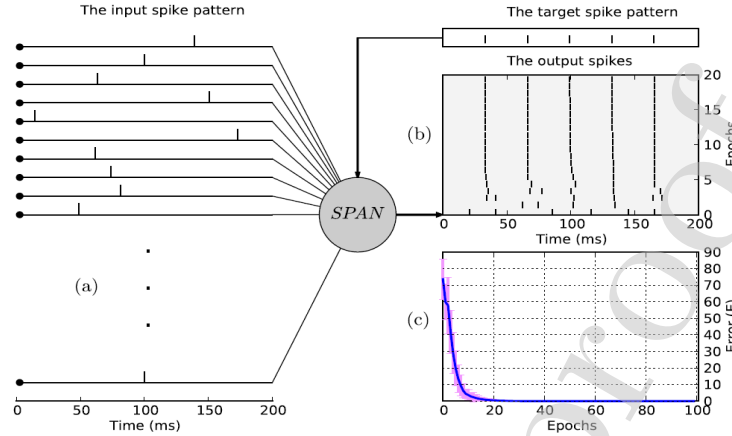 The input spike pattern
The target spike pattern
The output spikes
(a)
SPAN
(b)
20
15
10
5
0
Epochs
0 50 100 150 200
Time (ms)
(c)
90
80
70
60
50
40
30
20
10
0
Error (E)
0 20 40 60 80 100
Epochs
0 50 100 150 200
Time (ms)
proof